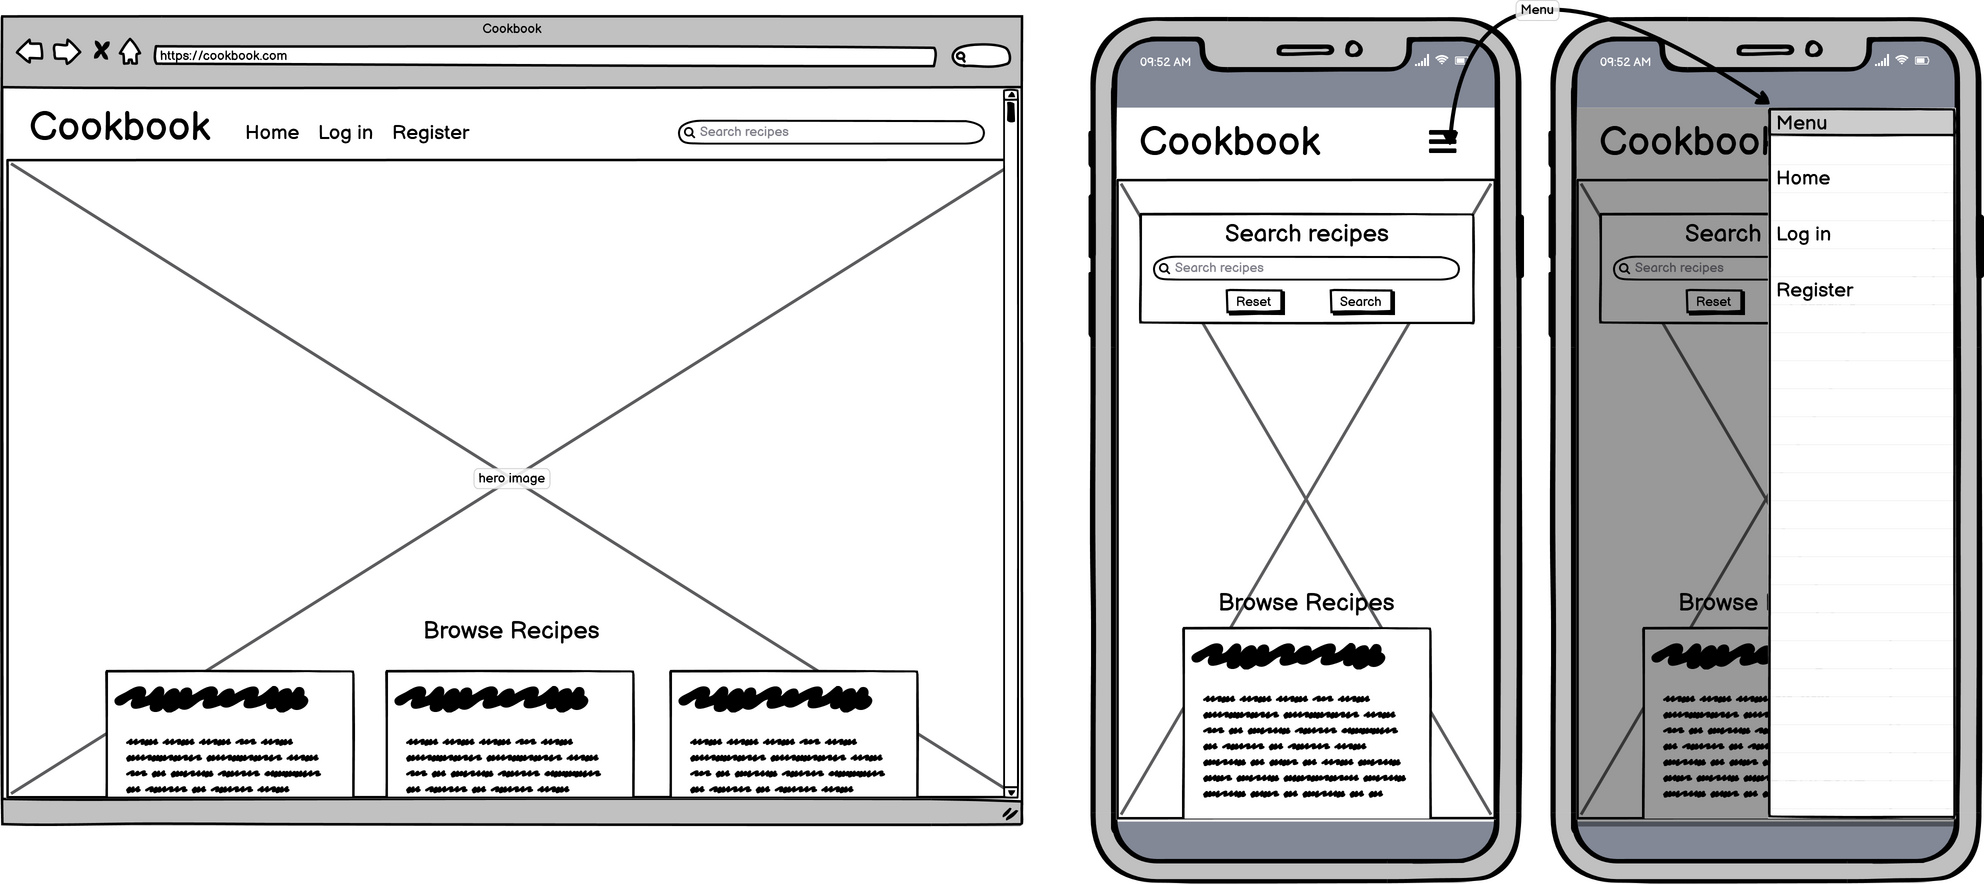 Cookbook
https://cookbook.com
Cookbook
Home Log in Register
Search recipes
hero image
Browse Recipes
Menu
09:52 AM
Cookbook
Search recipes
Search recipes
Reset Search
Browse Recipes
09:52 AM
Cookbook
Menu
Home
Search
Log in
Search recipes
Register
Reset
Browse